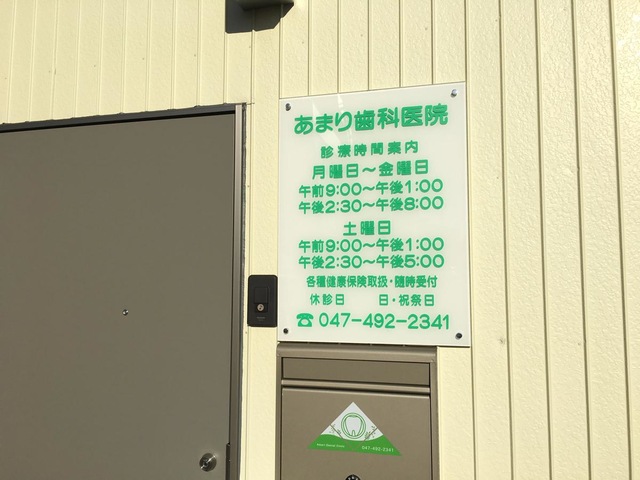 あまり歯科医院
診療時間案内
月曜日～金曜日
午前9:00～午後1:00
午後2:30～午後8:00
土曜日
午前9:00～午後1:00
午後2:30～午後5:00
各種健康保険取扱・随時受付
休診日 日・祝祭日
☎047-492-2341
047-492-2341